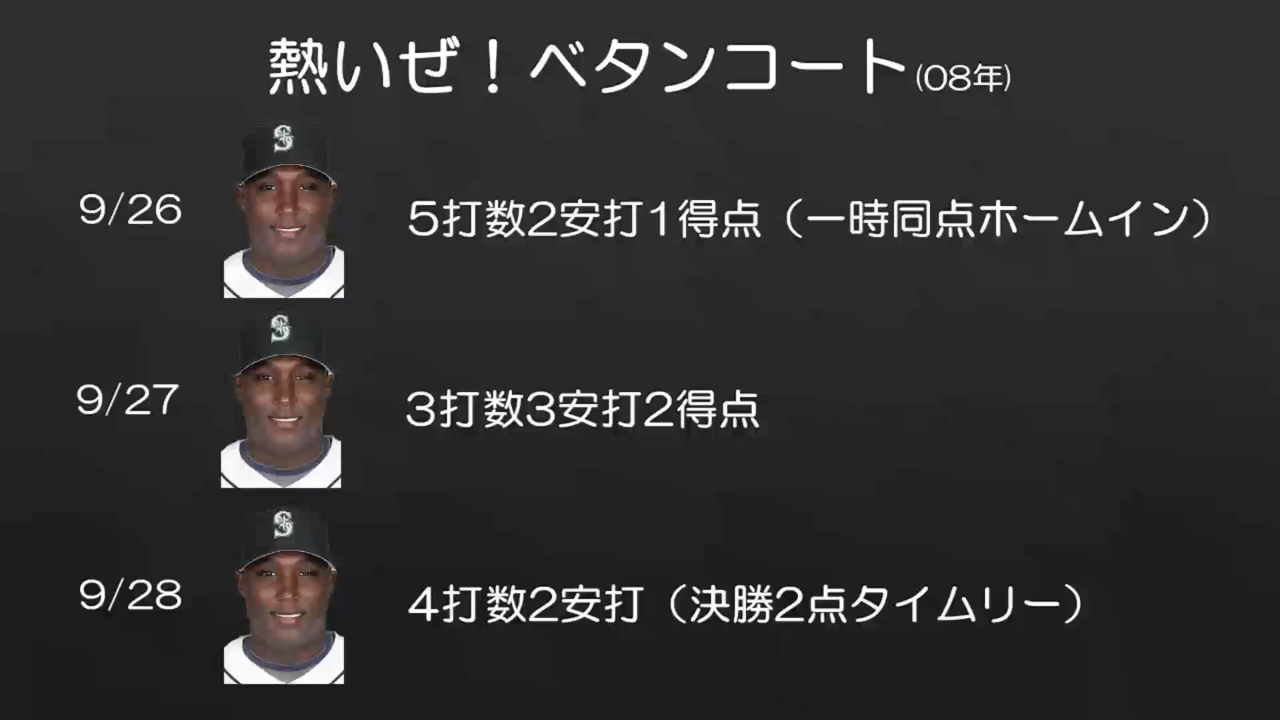 熱いぜ！ベタンコート(08年)
9/26 5打数2安打1得点（一時同点ホームイン）
9/27 3打数3安打2得点
9/28 4打数2安打（決勝2点タイムリー）